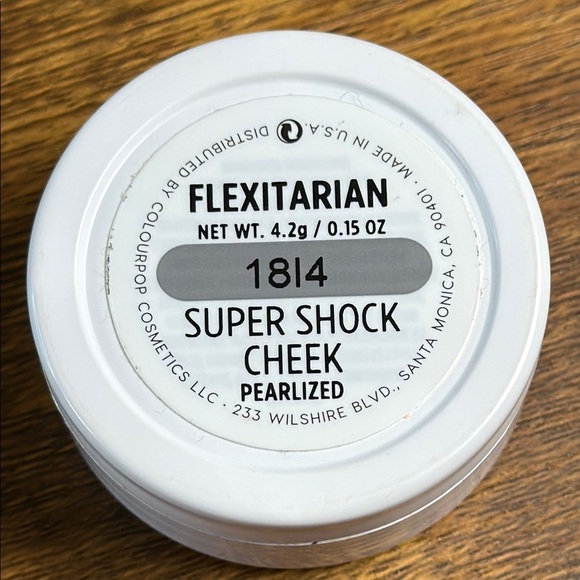 FLEXITARIAN
NET WT. 4.2g / 0.15 OZ
18I4
SUPER SHOCK
CHEEK
PEARLIZED
DISTRIBUTED BY COLOURPOP COSMETICS LLC · 233 WILSHIRE BLVD., SANTA MONICA, CA 90401 · MADE IN U.S.A.